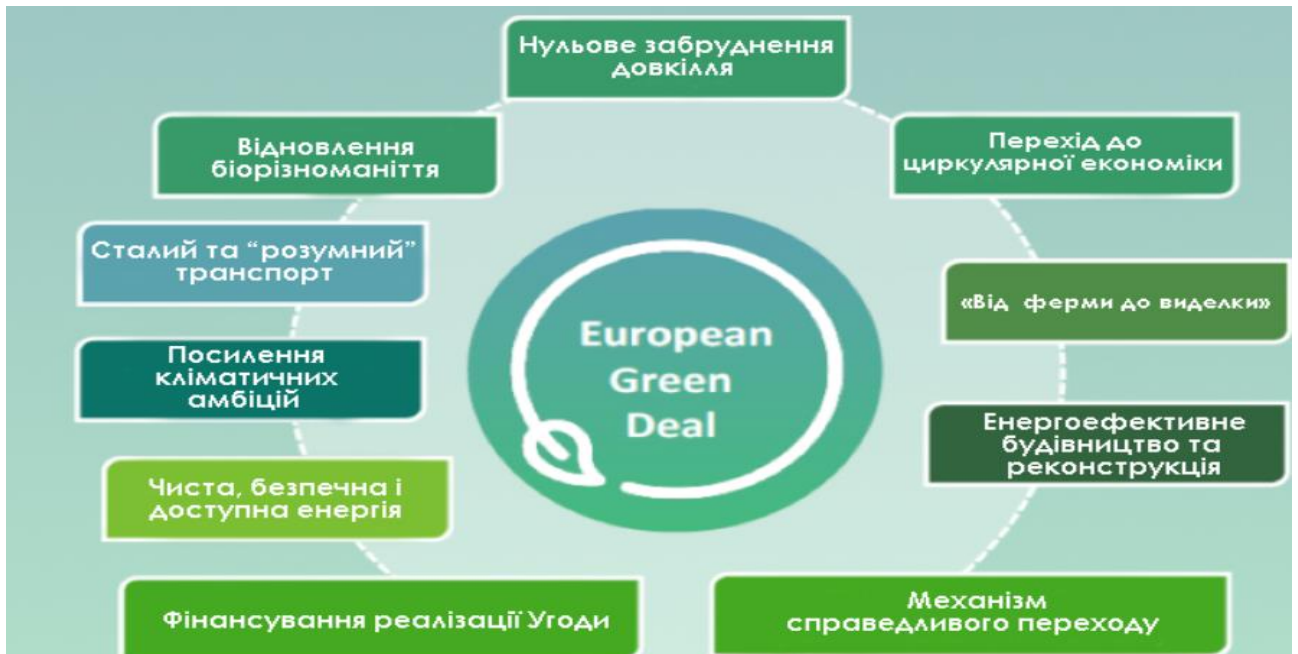 Нульове забруднення
довкілля
Відновлення
біорізноманіття
Перехід до
циркулярної економіки
Сталий та “розумний”
транспорт
«Від ферми до виделки»
European
Green
Deal
Посилення
кліматичних
амбіцій
Енергоефективне
будівництво та
реконструкція
Чиста, безпечна і
доступна енергія
Фінансування реалізації Угоди
Механізм
справедливого переходу